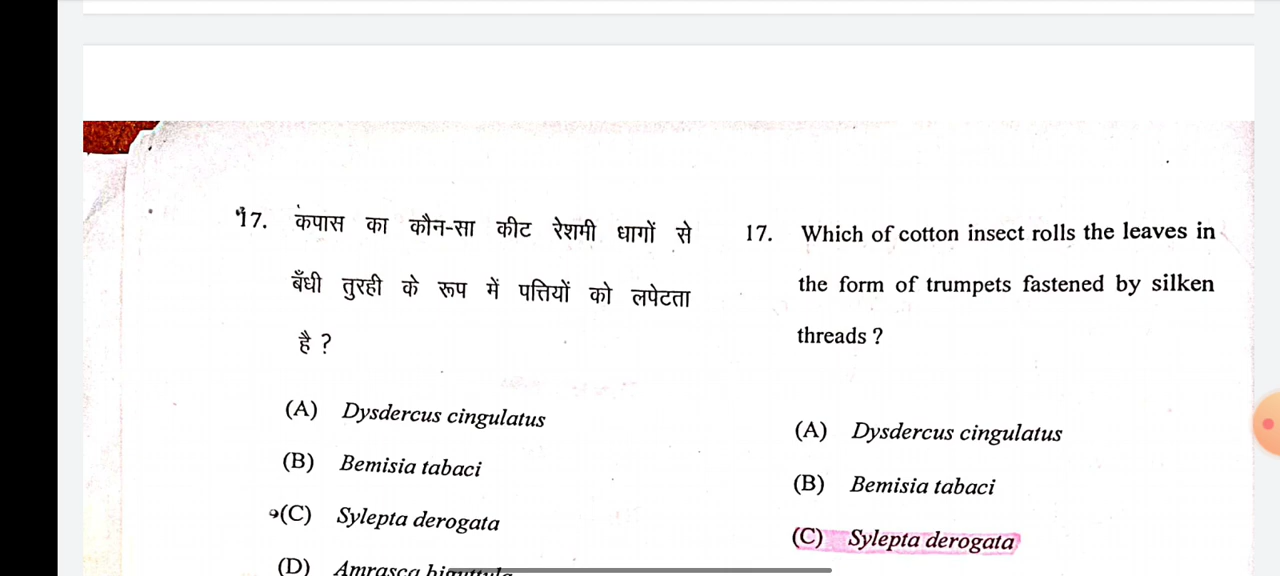 17. कपास का कौन-सा कीट रेशमी धागों से
बँधी तुरही के रूप में पत्तियों को लपेटता
है ?
(A) Dysdercus cingulatus
(B) Bemisia tabaci
(C) Sylepta derogata
(D) Amrasca biguttula
17. Which of cotton insect rolls the leaves in
the form of trumpets fastened by silken
threads ?
(A) Dysdercus cingulatus
(B) Bemisia tabaci
(C) Sylepta derogata